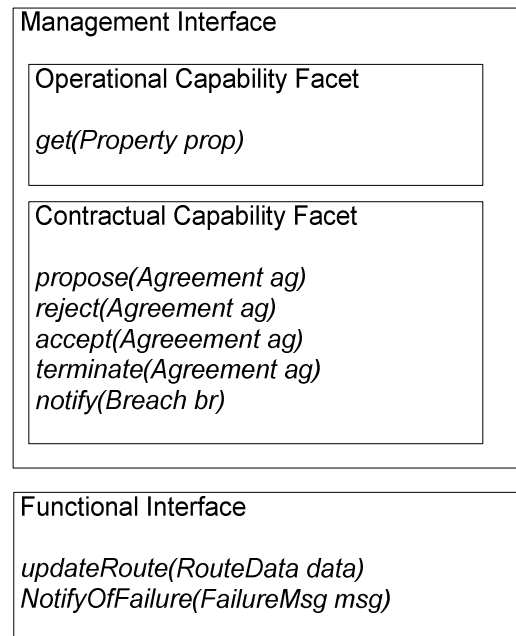 Management Interface
Operational Capability Facet
get(Property prop)
Contractual Capability Facet
propose(Agreement ag)
reject(Agreement ag)
accept(Agreeement ag)
terminate(Agreement ag)
notify(Breach br)
Functional Interface
updateRoute(RouteData data)
NotifyOfFailure(FailureMsg msg)